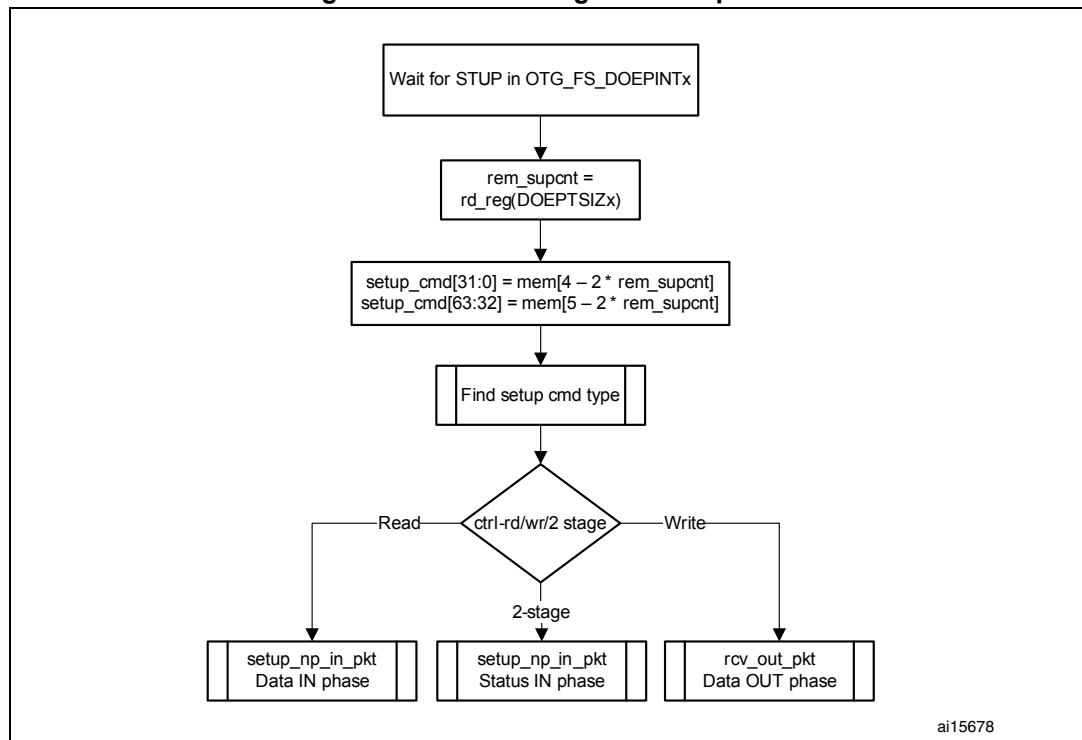 Wait for STUP in OTG_FS_DOEPINTx
rem_supcnt =
rd_reg(DOEPTSIZx)
setup_cmd[31:0] = mem[4 – 2 * rem_supcnt]
setup_cmd[63:32] = mem[5 – 2 * rem_supcnt]
Find setup cmd type
Read
ctrl-rd/wr/2 stage
Write
2-stage
setup_np_in_pkt
Data IN phase
setup_np_in_pkt
Status IN phase
rcv_out_pkt
Data OUT phase
ai15678